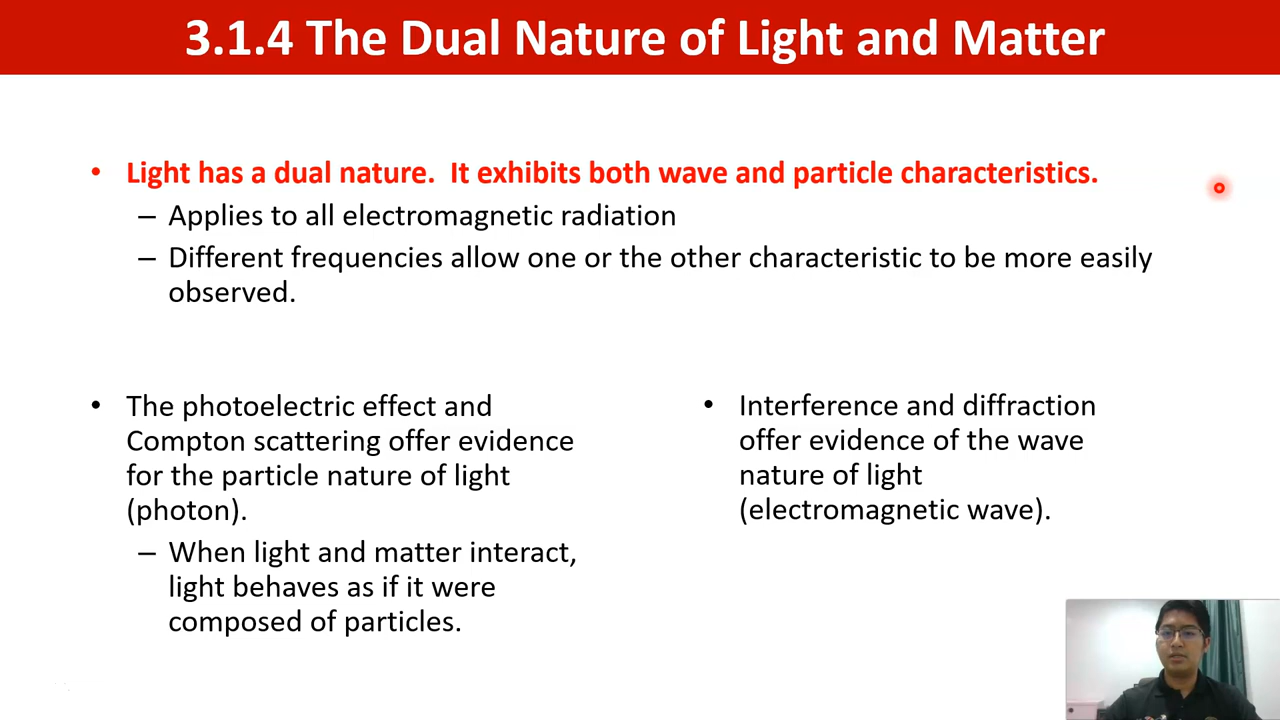 3.1.4 The Dual Nature of Light and Matter
• Light has a dual nature. It exhibits both wave and particle characteristics.
– Applies to all electromagnetic radiation
– Different frequencies allow one or the other characteristic to be more easily
observed.
• The photoelectric effect and
Compton scattering offer evidence
for the particle nature of light
(photon).
– When light and matter interact,
light behaves as if it were
composed of particles.
• Interference and diffraction
offer evidence of the wave
nature of light
(electromagnetic wave).